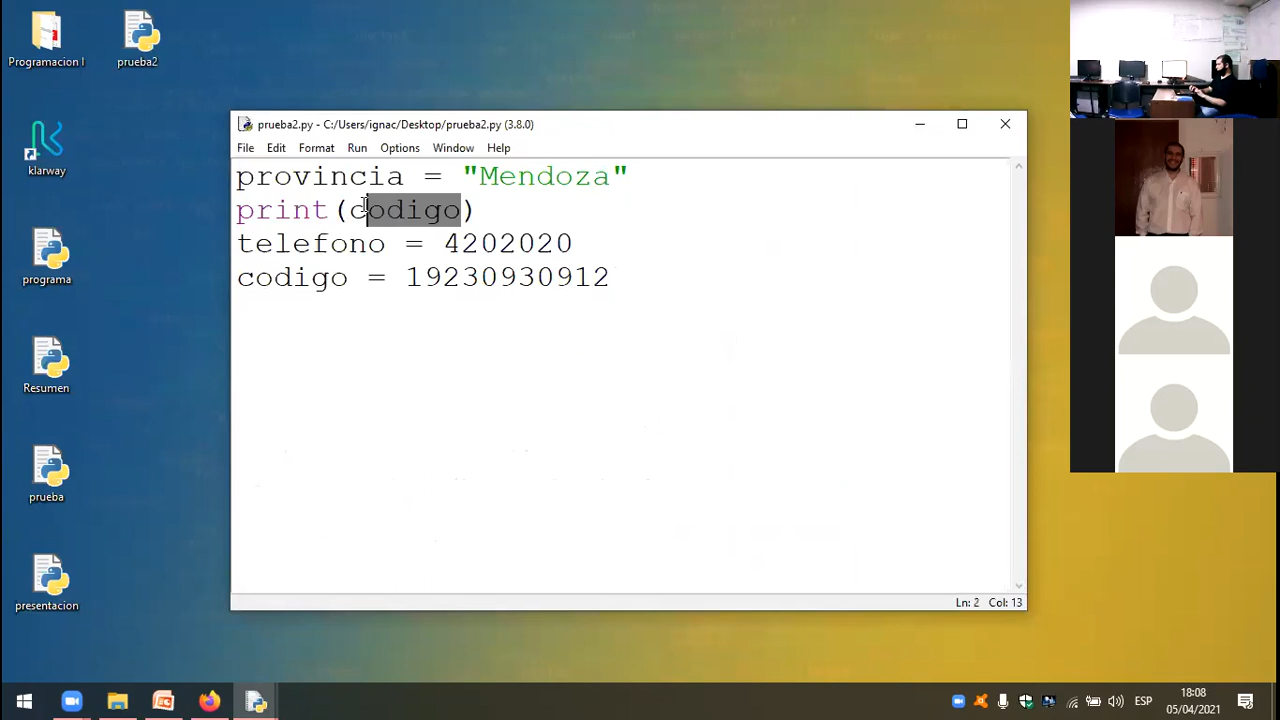 Programacion I
prueba2
klarway
programa
Resumen
prueba
presentacion
prueba2.py - C:/Users/ignac/Desktop/prueba2.py (3.8.0)
File Edit Format Run Options Window Help
provincia = "Mendoza"
print(codigo)
telefono = 4202020
codigo = 19230930912
Ln: 2 Col: 13
ESP
18:08
05/04/2021